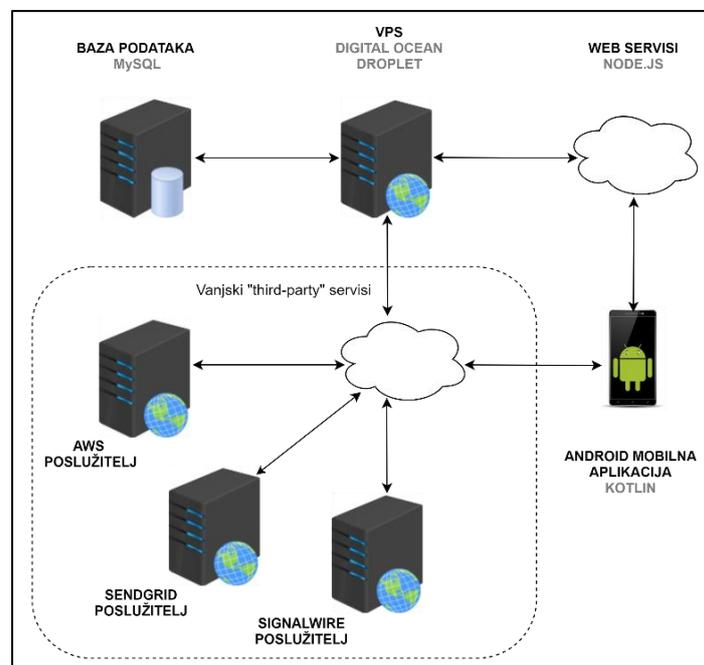 BAZA PODATAKA
MySQL
VPS
DIGITAL OCEAN
DROPLET
WEB SERVISI
NODE.JS
Vanjski "third-party" servisi
AWS
POSLUŽITELJ
SENDGRID
POSLUŽITELJ
SIGNALWIRE
POSLUŽITELJ
ANDROID MOBILNA
APLIKACIJA
KOTLIN